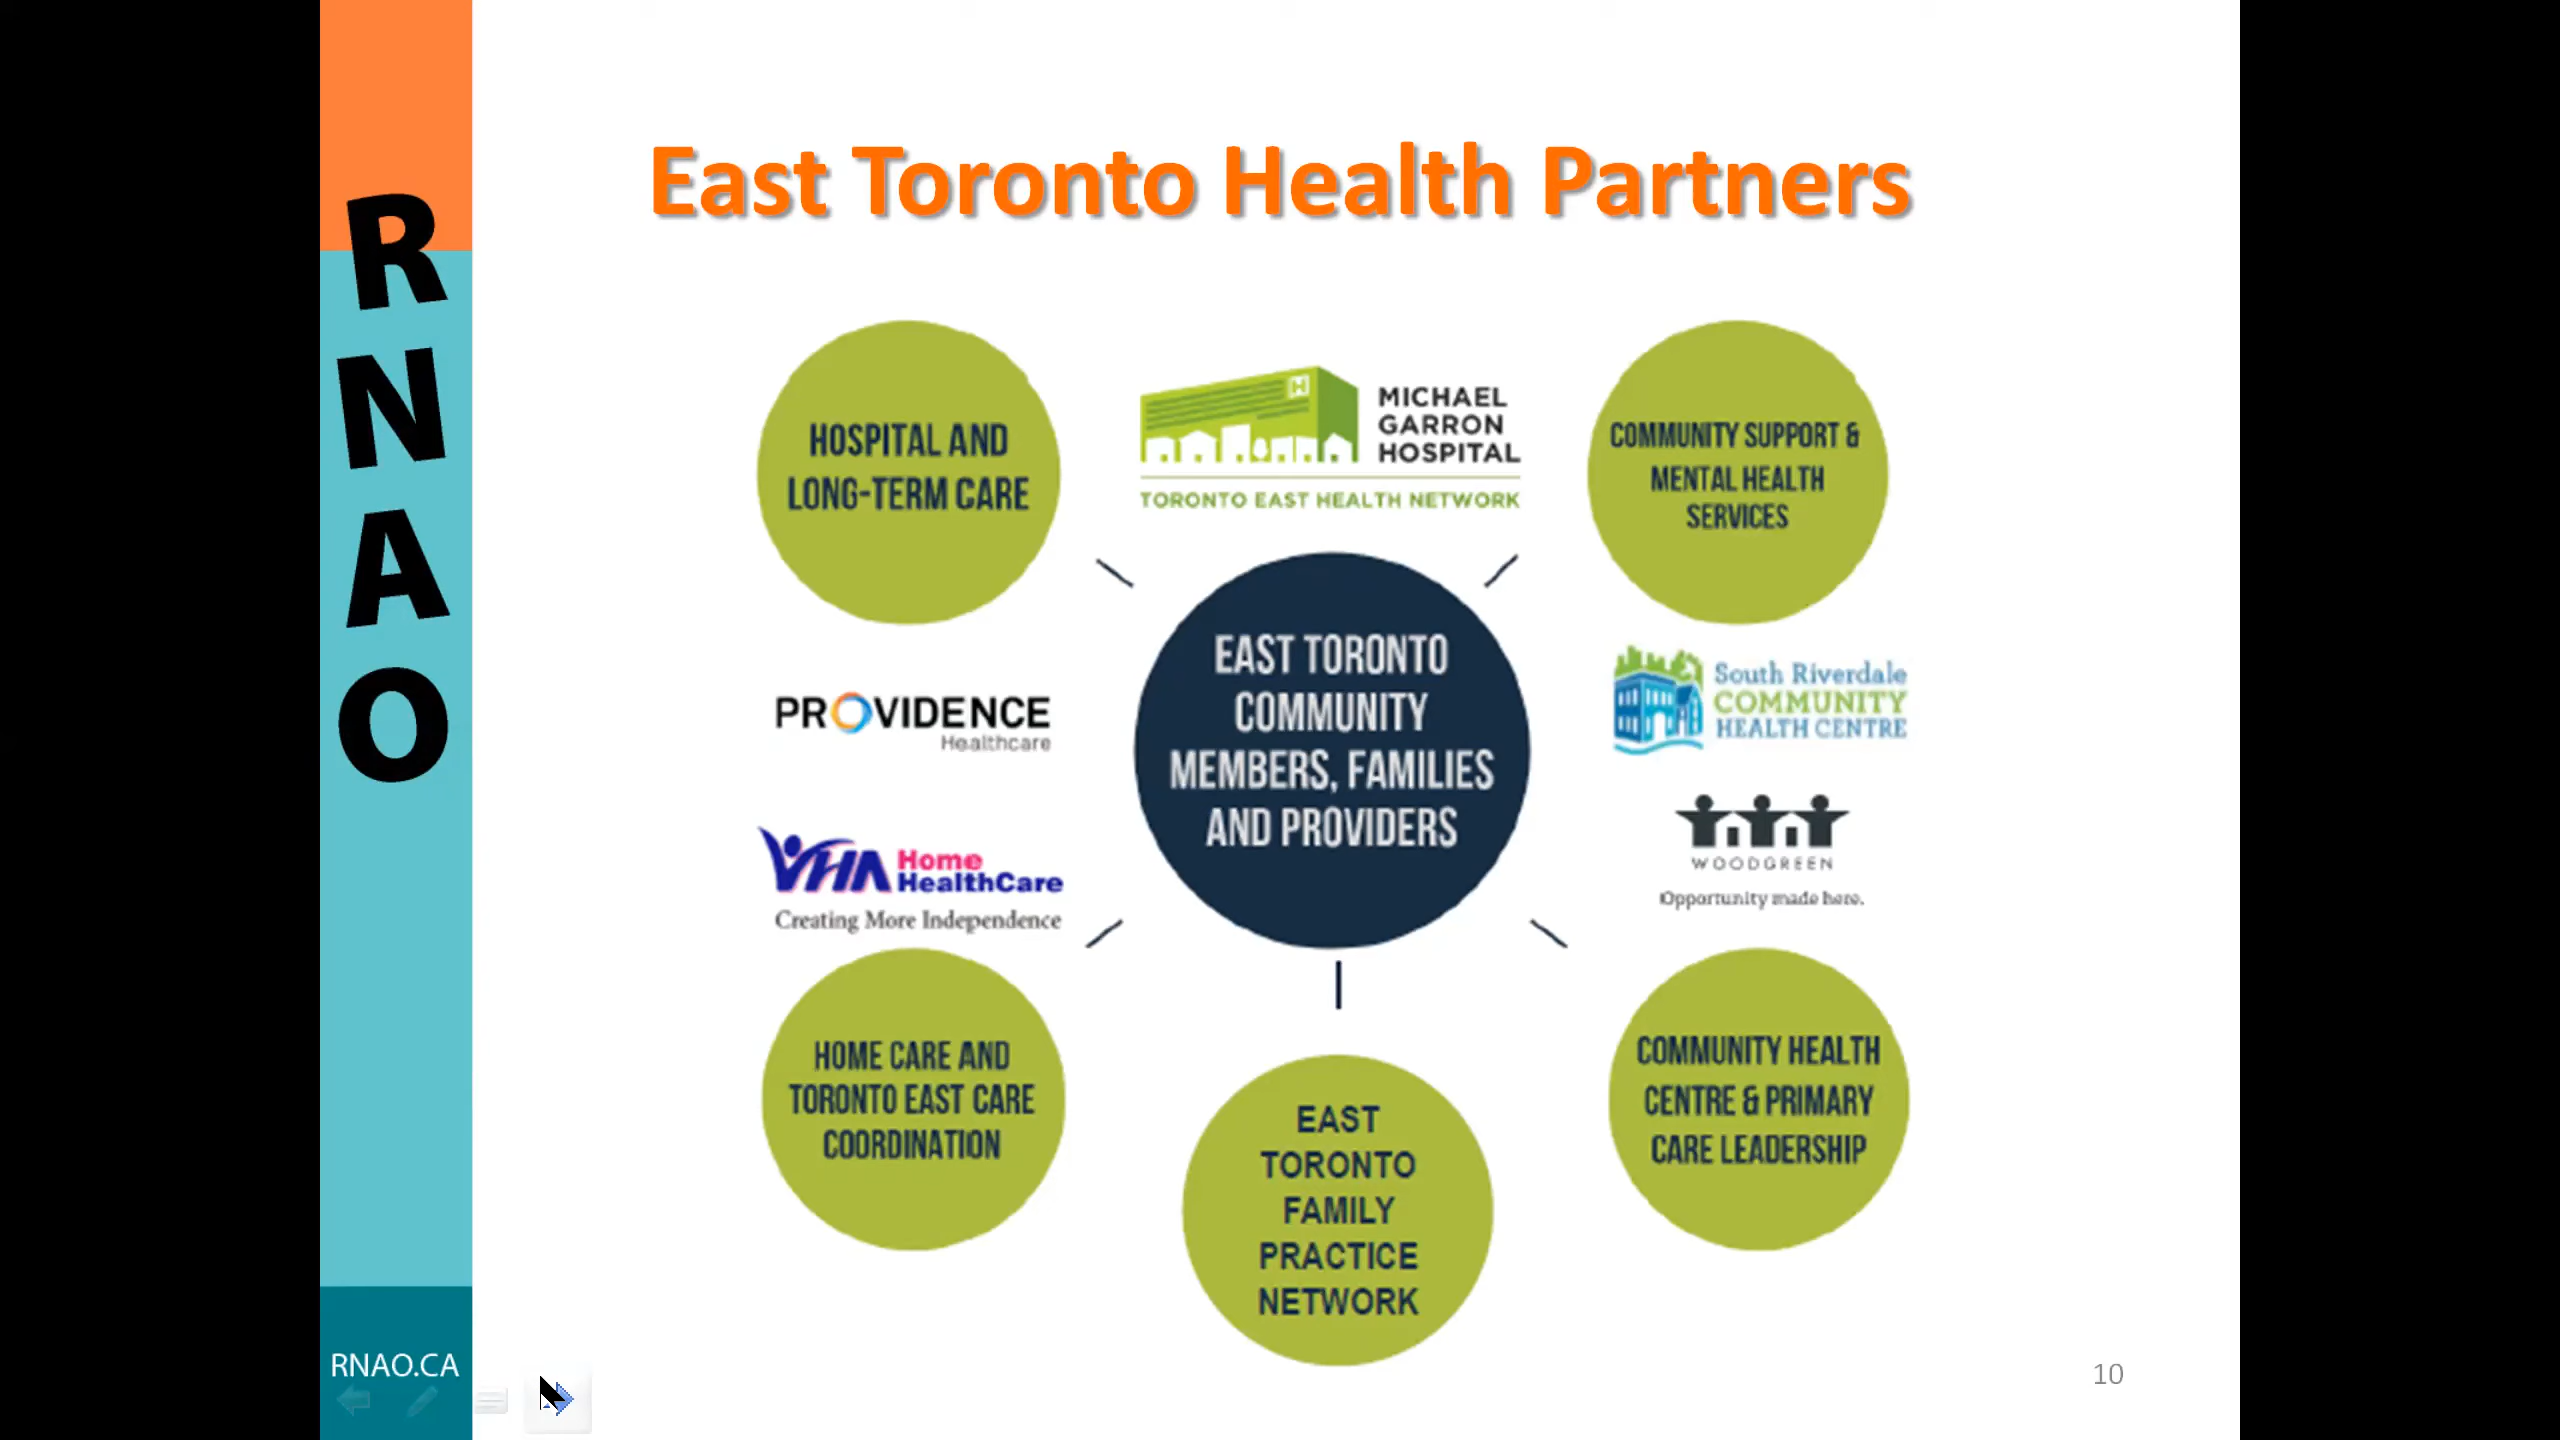 R
N
A
O
East Toronto Health Partners
HOSPITAL AND
LONG-TERM CARE
H
MICHAEL
GARRON
HOSPITAL
TORONTO EAST HEALTH NETWORK
COMMUNITY SUPPORT &
MENTAL HEALTH
SERVICES
PROVIDENCE
Healthcare
EAST TORONTO
COMMUNITY
MEMBERS, FAMILIES
AND PROVIDERS
South Riverdale
COMMUNITY
HEALTH CENTRE
VHA Home
HealthCare
Creating More Independence
WOODGREEN
Opportunity made here.
HOME CARE AND
TORONTO EAST CARE
COORDINATION
EAST
TORONTO
FAMILY
PRACTICE
NETWORK
COMMUNITY HEALTH
CENTRE & PRIMARY
CARE LEADERSHIP
RNAO.CA
10